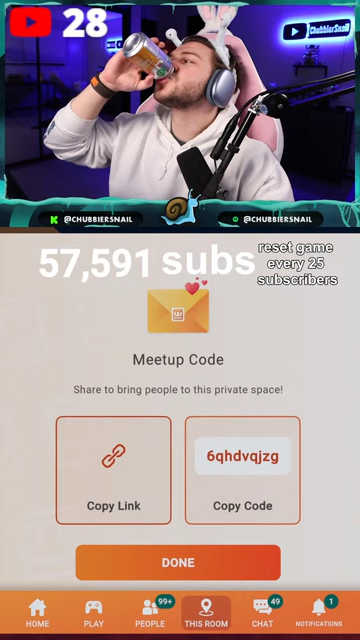 28
ChubbierSnail
@CHUBBIERSNAIL
@CHUBBIERSNAIL
57,591 subs
reset game
every 25
subscribers
Meetup Code
Share to bring people to this private space!
6qhdvqjzg
Copy Link
Copy Code
DONE
99+
49
1
HOME
PLAY
PEOPLE
THIS ROOM
CHAT
NOTIFICATIONS